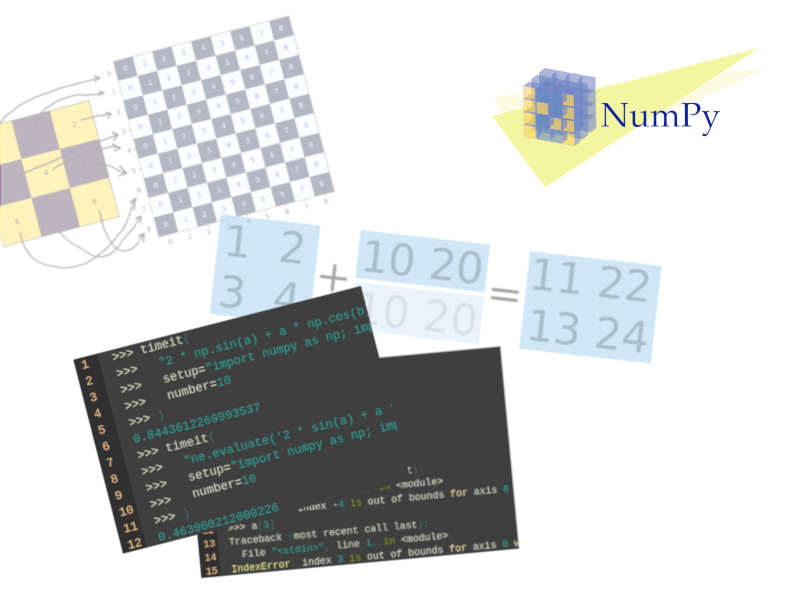 NumPy
1 2
3 4
+
10 20
10 20
=
11 22
13 24
1 >>> timeit(
2 >>> "2 * np.sin(a) + a * np.cos(b
3 >>> setup="import numpy as np; imp
4 >>> number=10
5 >>> )
6 0.8443612269993537
7 >>> timeit(
8 >>> "ne.evaluate('2 * sin(a) + a '
9 >>> setup="import numpy as np; imp
10 >>> number=10
11 >>> )
12 0.463900212000226
t):
<module>
index -4 is out of bounds for axis 0
>>> a[3]
13 Traceback (most recent call last):
14 File "<stdin>", line 1, in <module>
15 IndexError: index 3 is out of bounds for axis 0 w